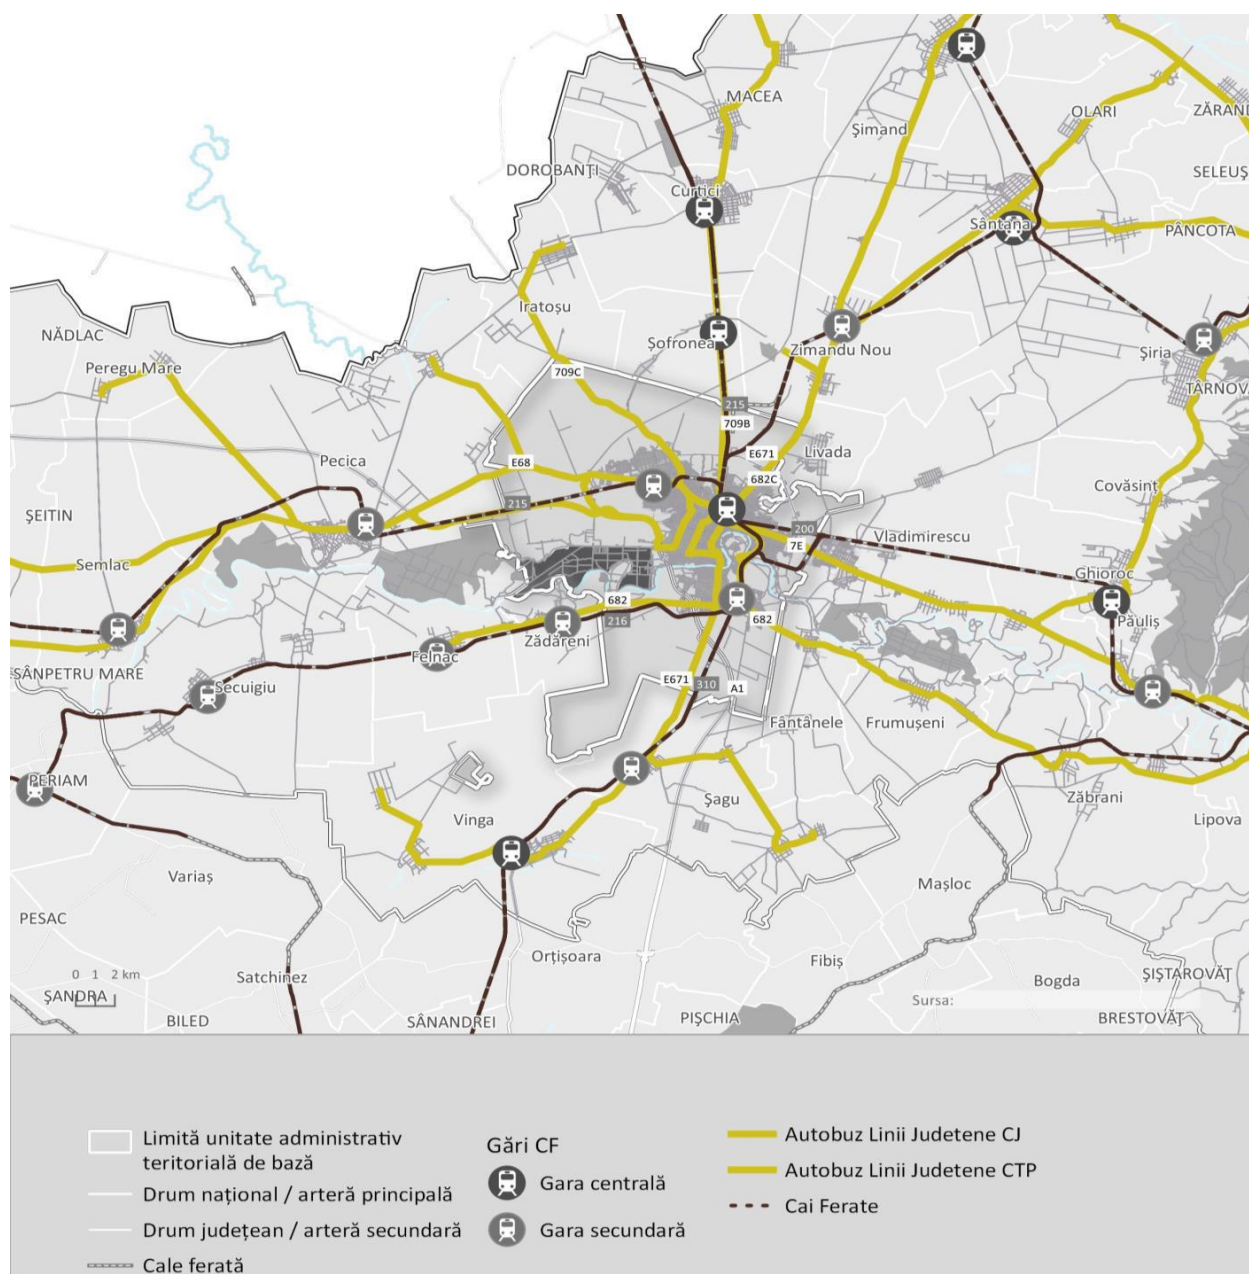 MACEA
OLARI
ZĂRAND
Șimand
DOROBANȚI
SELEUȘ
Curtici
Sântana
PÂNCOTA
Iratoșu
NĂDLAC
Șofronea
Zimandu Nou
Șiria
Peregu Mare
709C
TÂRNOVA
215
709B
Pecica
E68
E671
Livada
682C
Covăsinț
ȘEITIN
215
200
Vladimirescu
7E
Semlac
Ghioroc
682
Păuliș
216
682
Zădăreni
Felnac
SÂNPETRU MARE
Secuigiu
E671
310
A1
Fântânele
Frumușeni
PERIAM
Șagu
Zăbrani
Vinga
Lipova
Variaș
Mașloc
PESAC
Orțișoara
Fibiș
0 1 2 km
Satchinez
Bogda
ȘIȘTAROVĂȚ
ȘANDRA
Sursa:
BILED
SÂNANDREI
PIȘCHIA
BRESTOVĂȚ
Limită unitate administrativ
teritorială de bază
Drum național / arteră principală
Drum județean / arteră secundară
Cale ferată
Gări CF
Gara centrală
Gara secundară
Autobuz Linii Judetene CJ
Autobuz Linii Judetene CTP
Cai Ferate